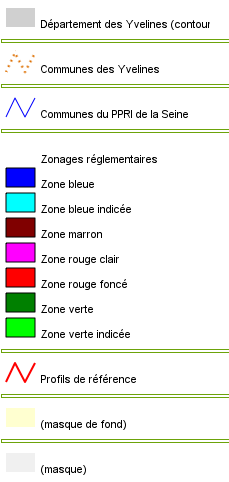 Département des Yvelines (contour
Communes des Yvelines
Communes du PPRI de la Seine
Zonages réglementaires
Zone bleue
Zone bleue indicée
Zone marron
Zone rouge clair
Zone rouge foncé
Zone verte
Zone verte indicée
Profils de référence
(masque de fond)
(masque)